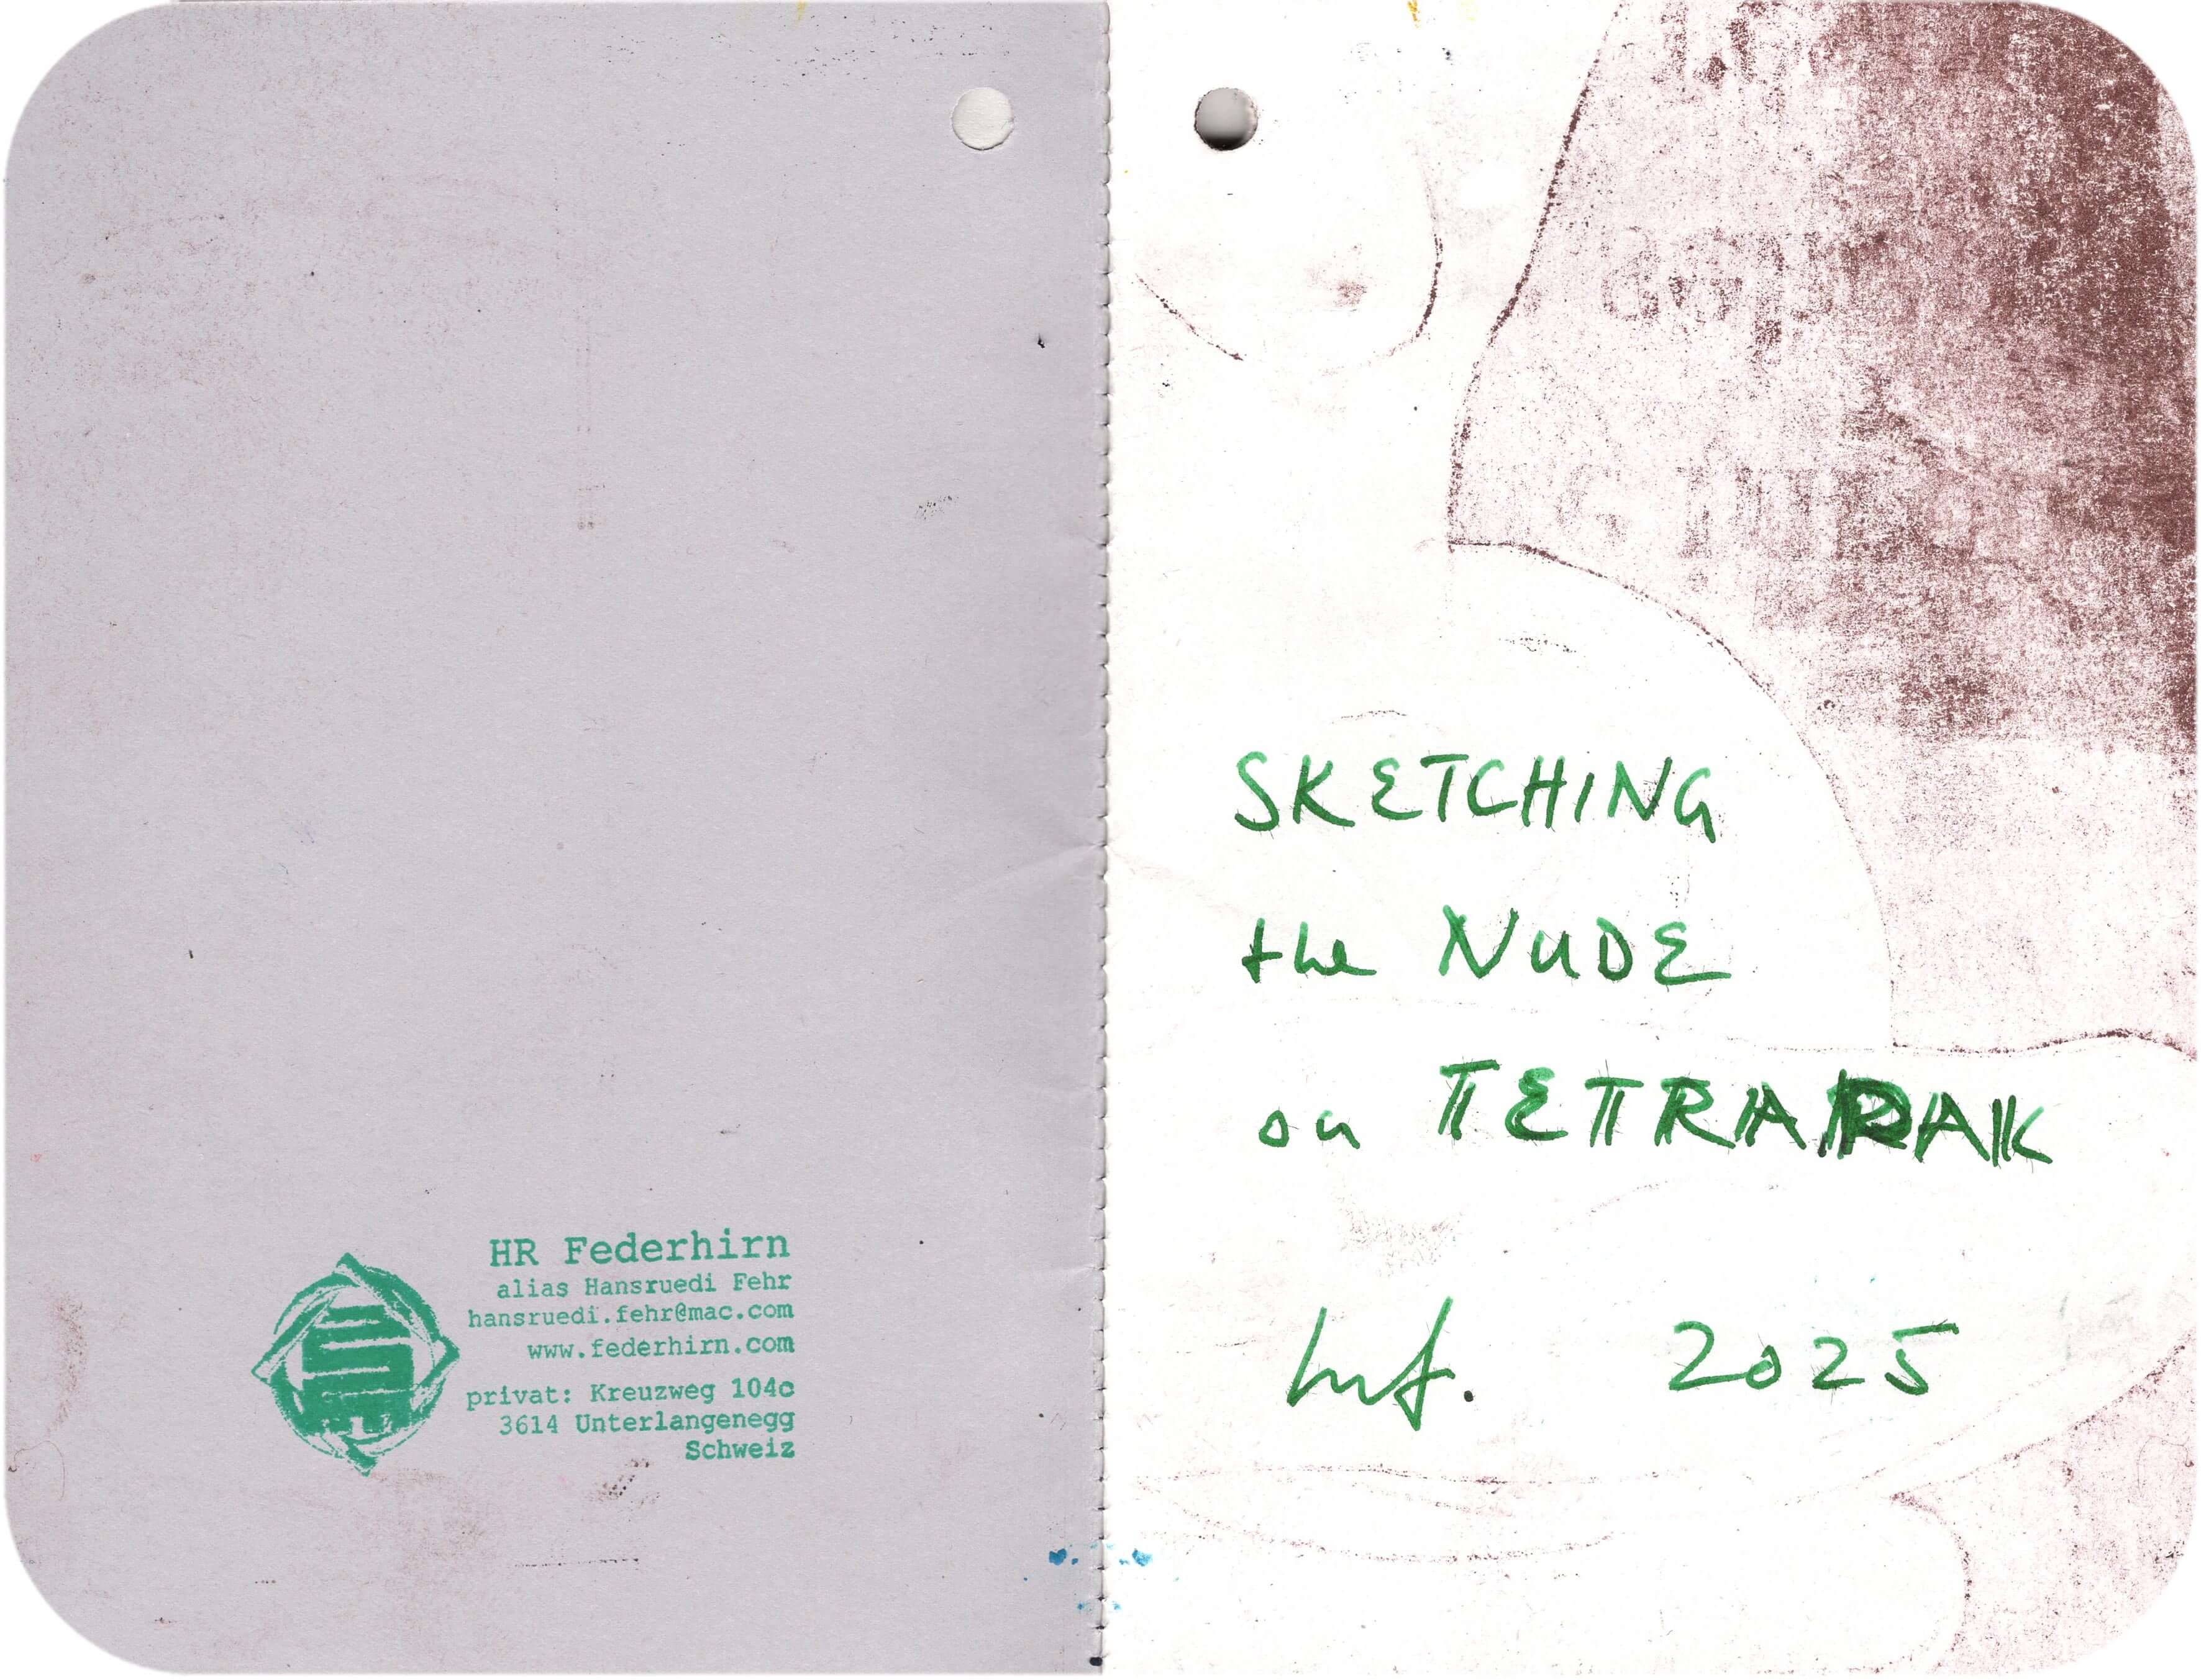 HR Federhirn
alias Hansruedi Fehr
hansruedi.fehr@mac.com
www.federhirn.com
privat: Kreuzweg 104c
3614 Unterlangenegg
Schweiz
SKETCHING
the NUDE
on TETRAPAK
2025